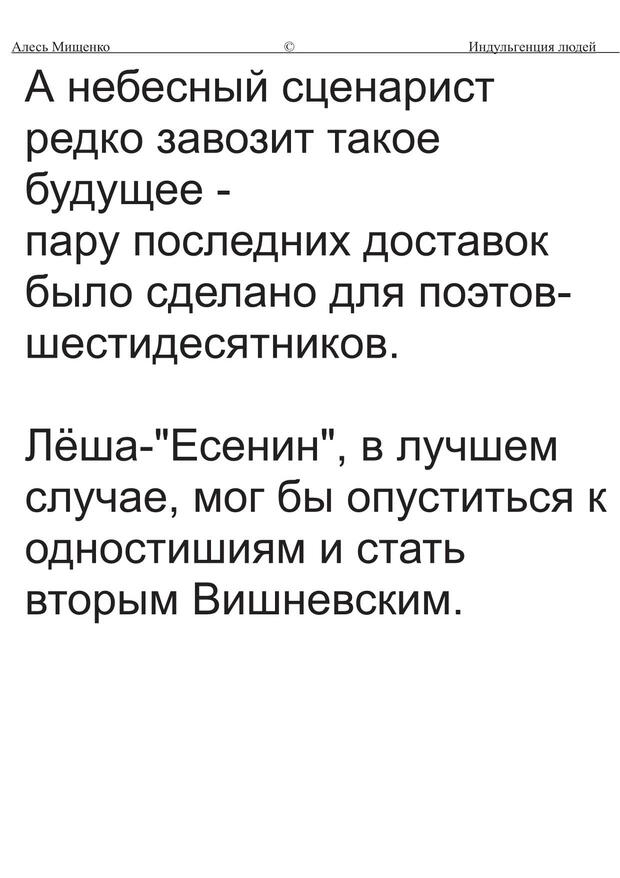 Алесь Мищенко © Индульгенция людей
А небесный сценарист
редко завозит такое
будущее -
пару последних доставок
было сделано для поэтов-
шестидесятников.
Лёша-"Есенин", в лучшем
случае, мог бы опуститься к
одностишиям и стать
вторым Вишневским.